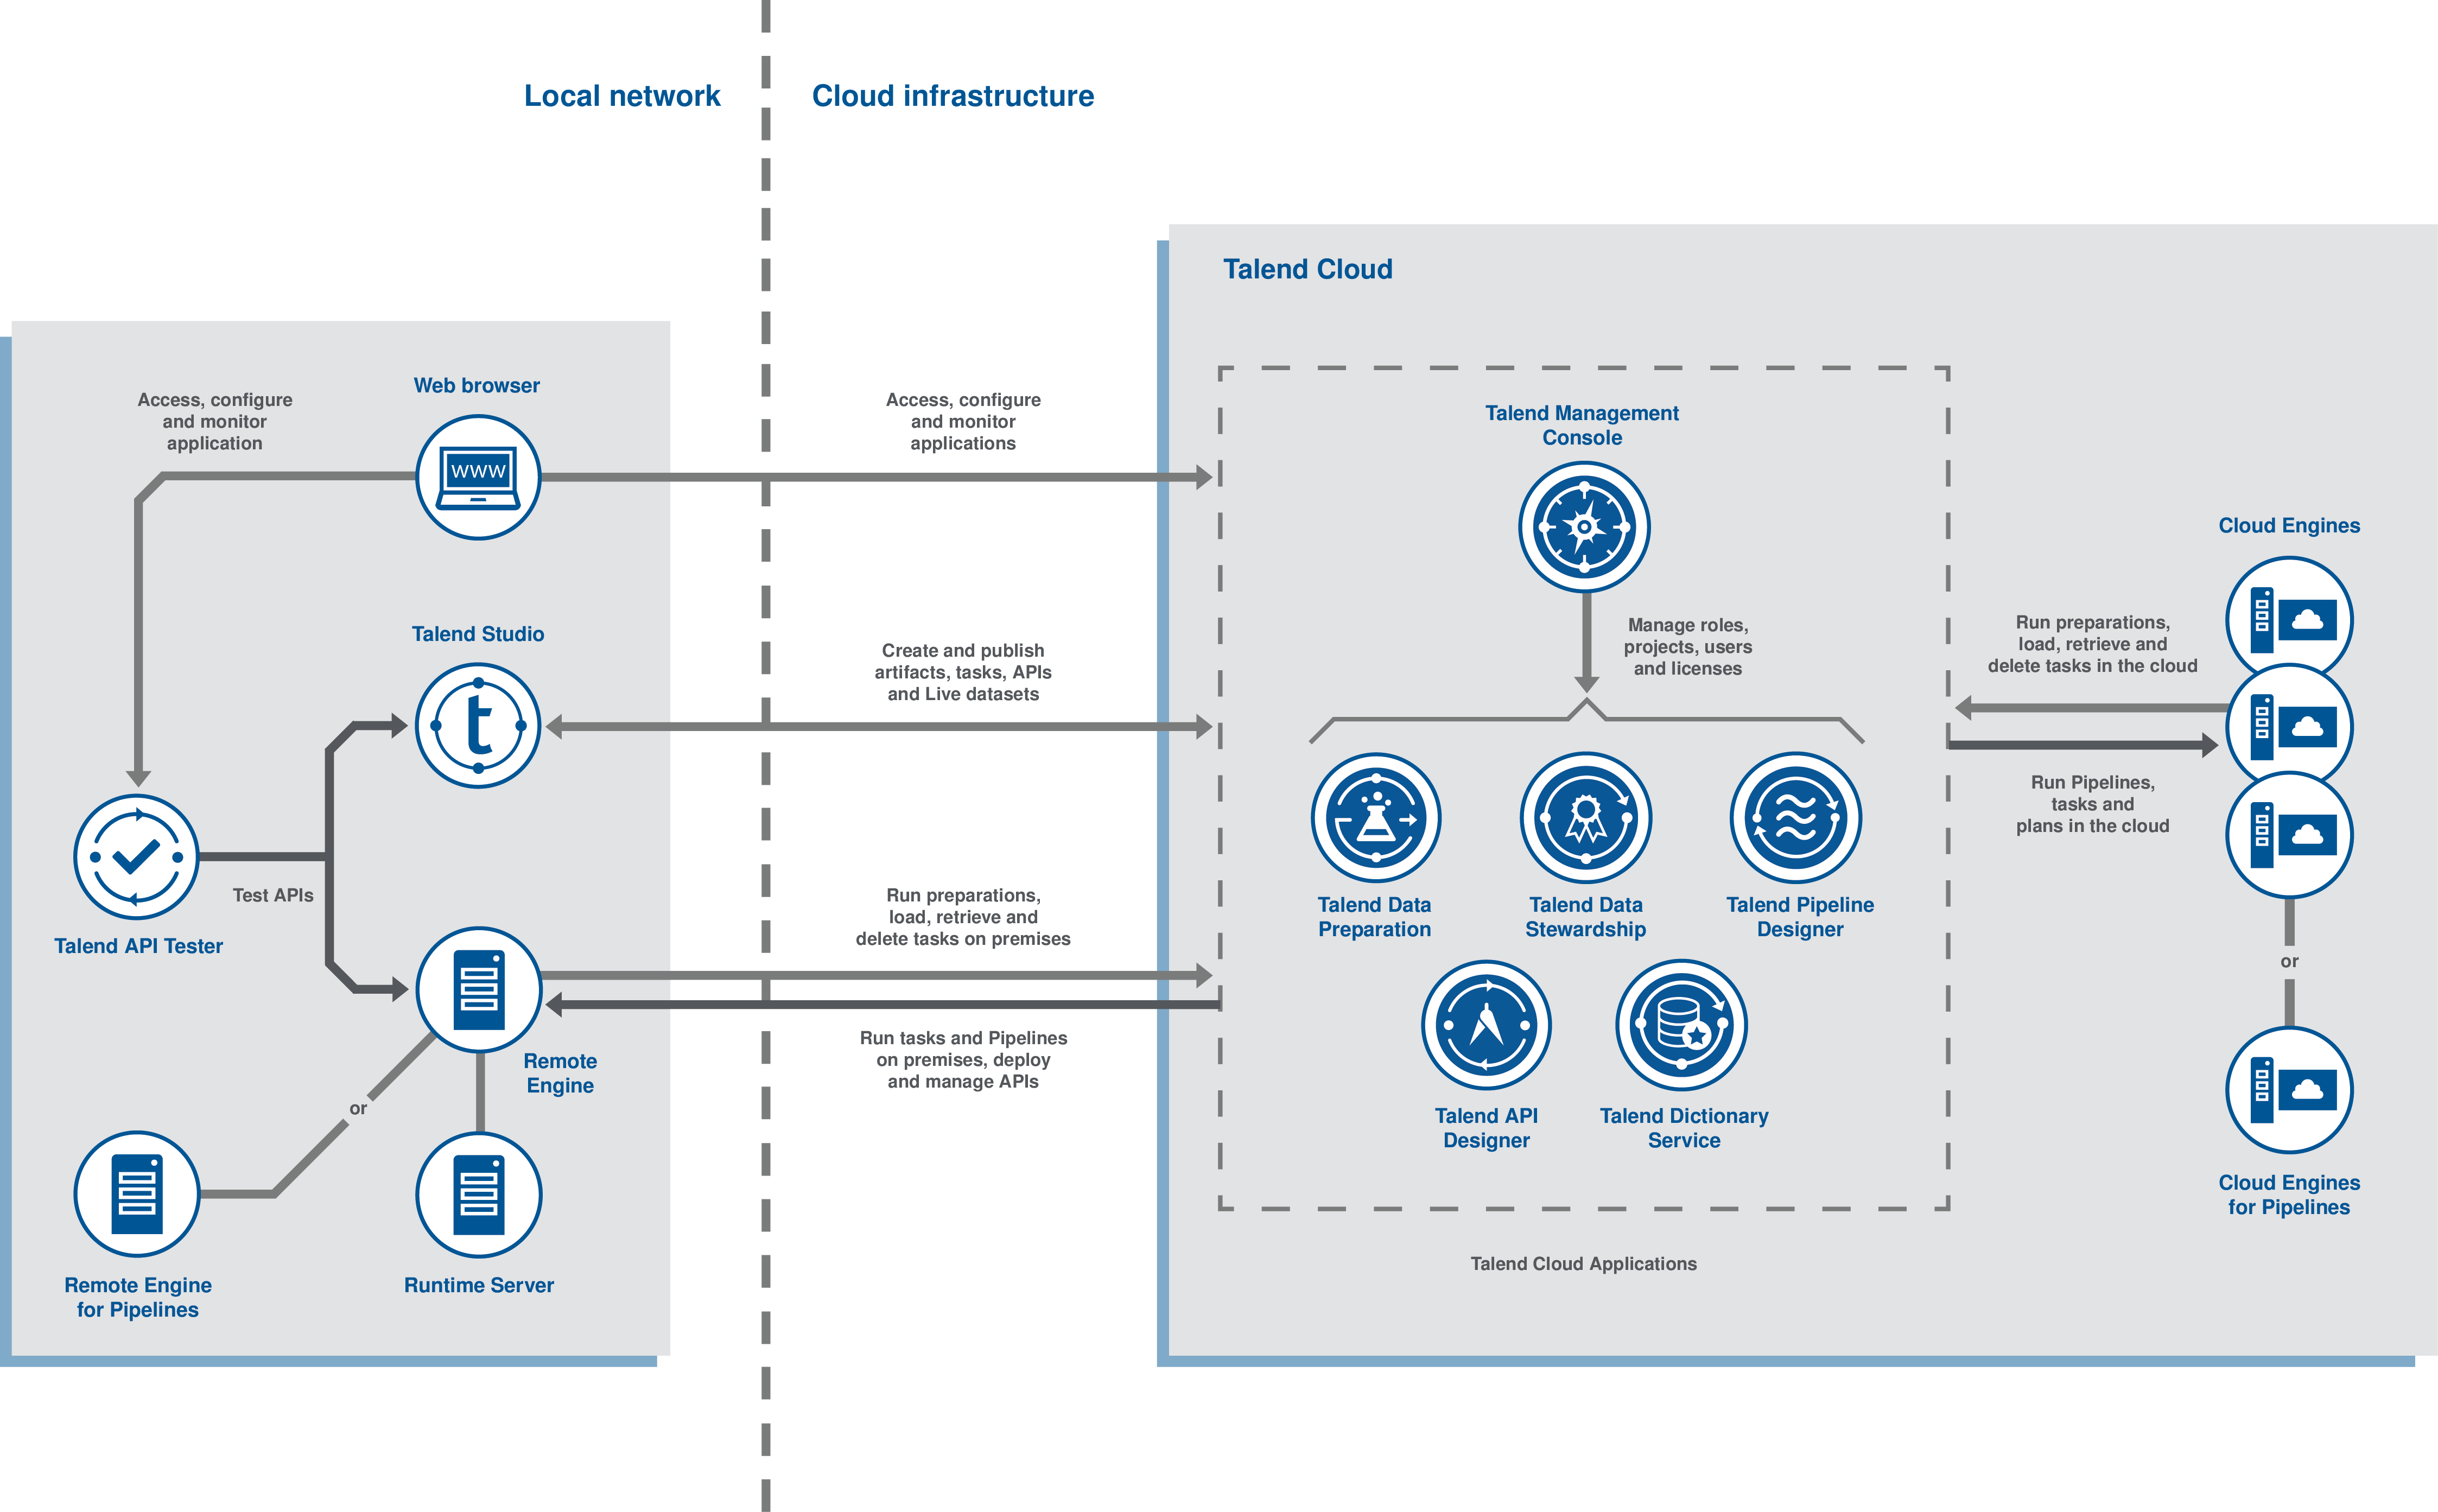 Local network
Cloud infrastructure
Talend Cloud
Web browser
Access, configure
and monitor
application
WWW
Access, configure
and monitor
applications
Talend Management
Console
Cloud Engines
Talend Studio
t
Create and publish
artifacts, tasks, APIs
and Live datasets
Manage roles,
projects, users
and licenses
Run preparations,
load, retrieve and
delete tasks in the cloud
Run Pipelines,
tasks and
plans in the cloud
Test APIs
Talend API Tester
Run preparations,
load, retrieve and
delete tasks on premises
Talend Data
Preparation
Talend Data
Stewardship
Talend Pipeline
Designer
or
Remote
Engine
Run tasks and Pipelines
on premises, deploy
and manage APIs
or
Talend API
Designer
Talend Dictionary
Service
Cloud Engines
for Pipelines
Remote Engine
for Pipelines
Runtime Server
Talend Cloud Applications